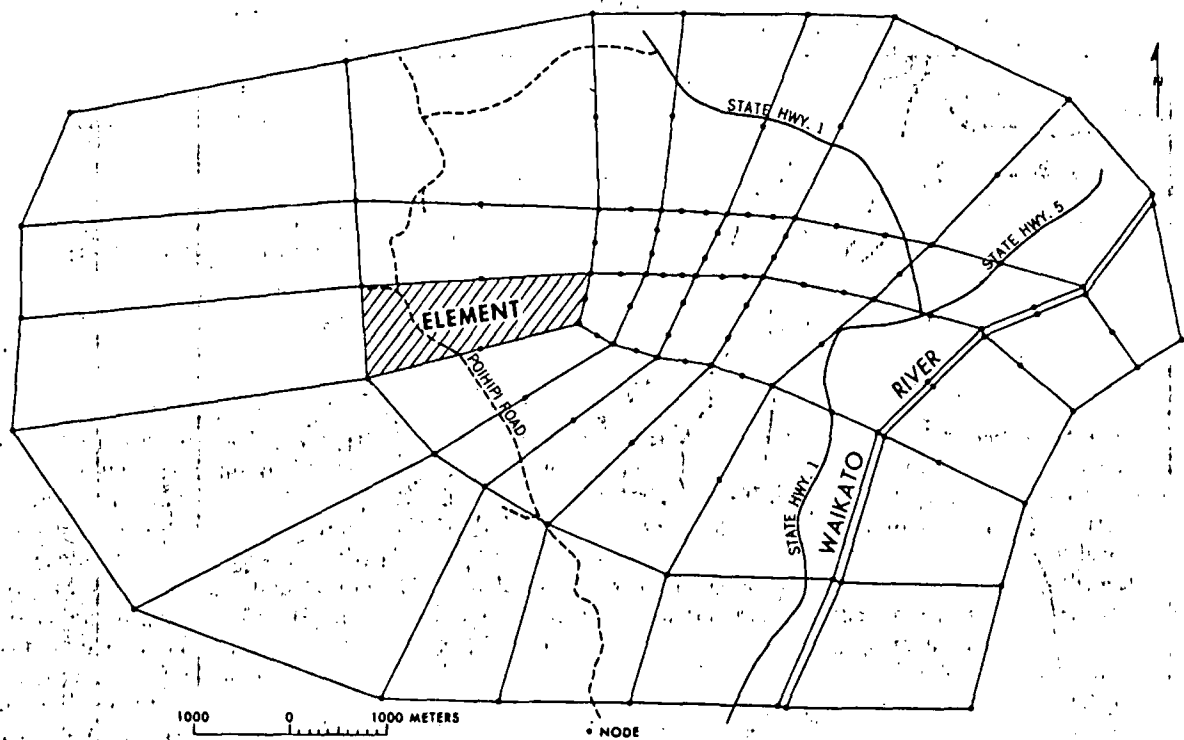 N
STATE HWY. 1
STATE HWY. 5
ELEMENT
POIHIPI ROAD
RIVER
WAIKATO
STATE HWY. 1
1000 0 1000 METERS
• NODE